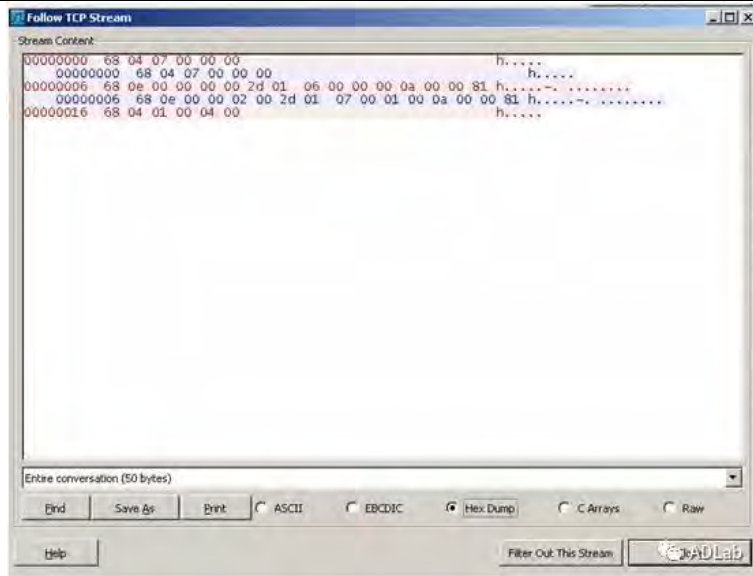 Follow TCP Stream
Stream Content
00000000 68 04 07 00 00 00 h.....
00000000 68 04 07 00 00 00 h.....
00000006 68 0e 00 00 00 00 2d 01 06 00 00 00 0a 00 00 81 h.....-. ........
00000006 68 0e 00 00 02 00 2d 01 07 00 01 00 0a 00 00 81 h.....-. ........
00000016 68 04 01 00 04 00 h.....
Entire conversation (50 bytes)
Find Save As Print ASCII EBCDIC Hex Dump C Arrays Raw
Help Filter Out This Stream ADLab